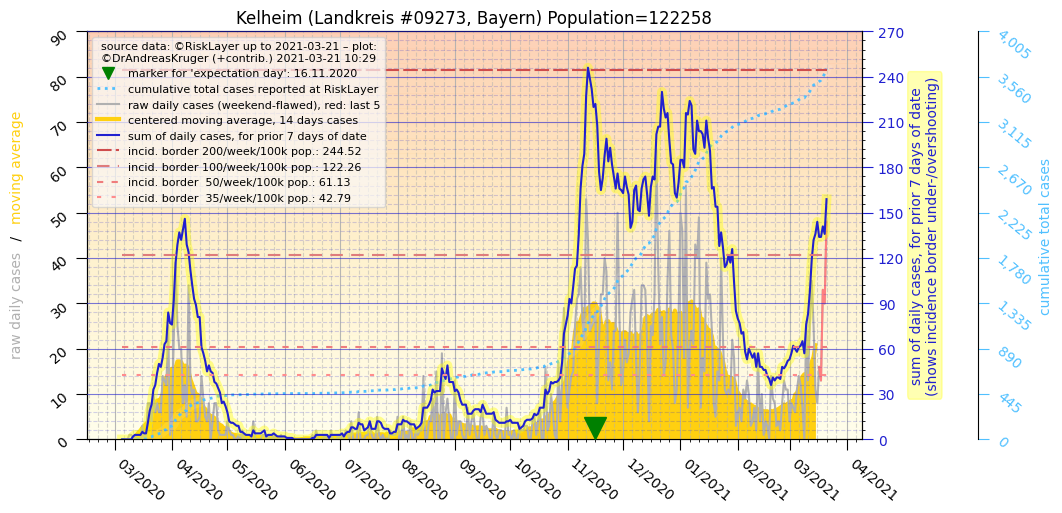 Kelheim (Landkreis #09273, Bayern) Population=122258
source data: ©RiskLayer up to 2021-03-21 – plot:
©DrAndreasKruger (+contrib.) 2021-03-21 10:29
marker for 'expectation day': 16.11.2020
cumulative total cases reported at RiskLayer
raw daily cases (weekend-flawed), red: last 5
centered moving average, 14 days cases
sum of daily cases, for prior 7 days of date
incid. border 200/week/100k pop.: 244.52
incid. border 100/week/100k pop.: 122.26
incid. border  50/week/100k pop.: 61.13
incid. border  35/week/100k pop.: 42.79
raw daily cases / moving average
90
80
70
60
50
40
30
20
10
0
03/2020
04/2020
05/2020
06/2020
07/2020
08/2020
09/2020
10/2020
11/2020
12/2020
01/2021
02/2021
03/2021
04/2021
270
240
210
180
150
120
90
60
30
0
sum of daily cases, for prior 7 days of date
(shows incidence border under-/overshooting)
4,005
3,560
3,115
2,670
2,225
1,780
1,335
890
445
0
cumulative total cases